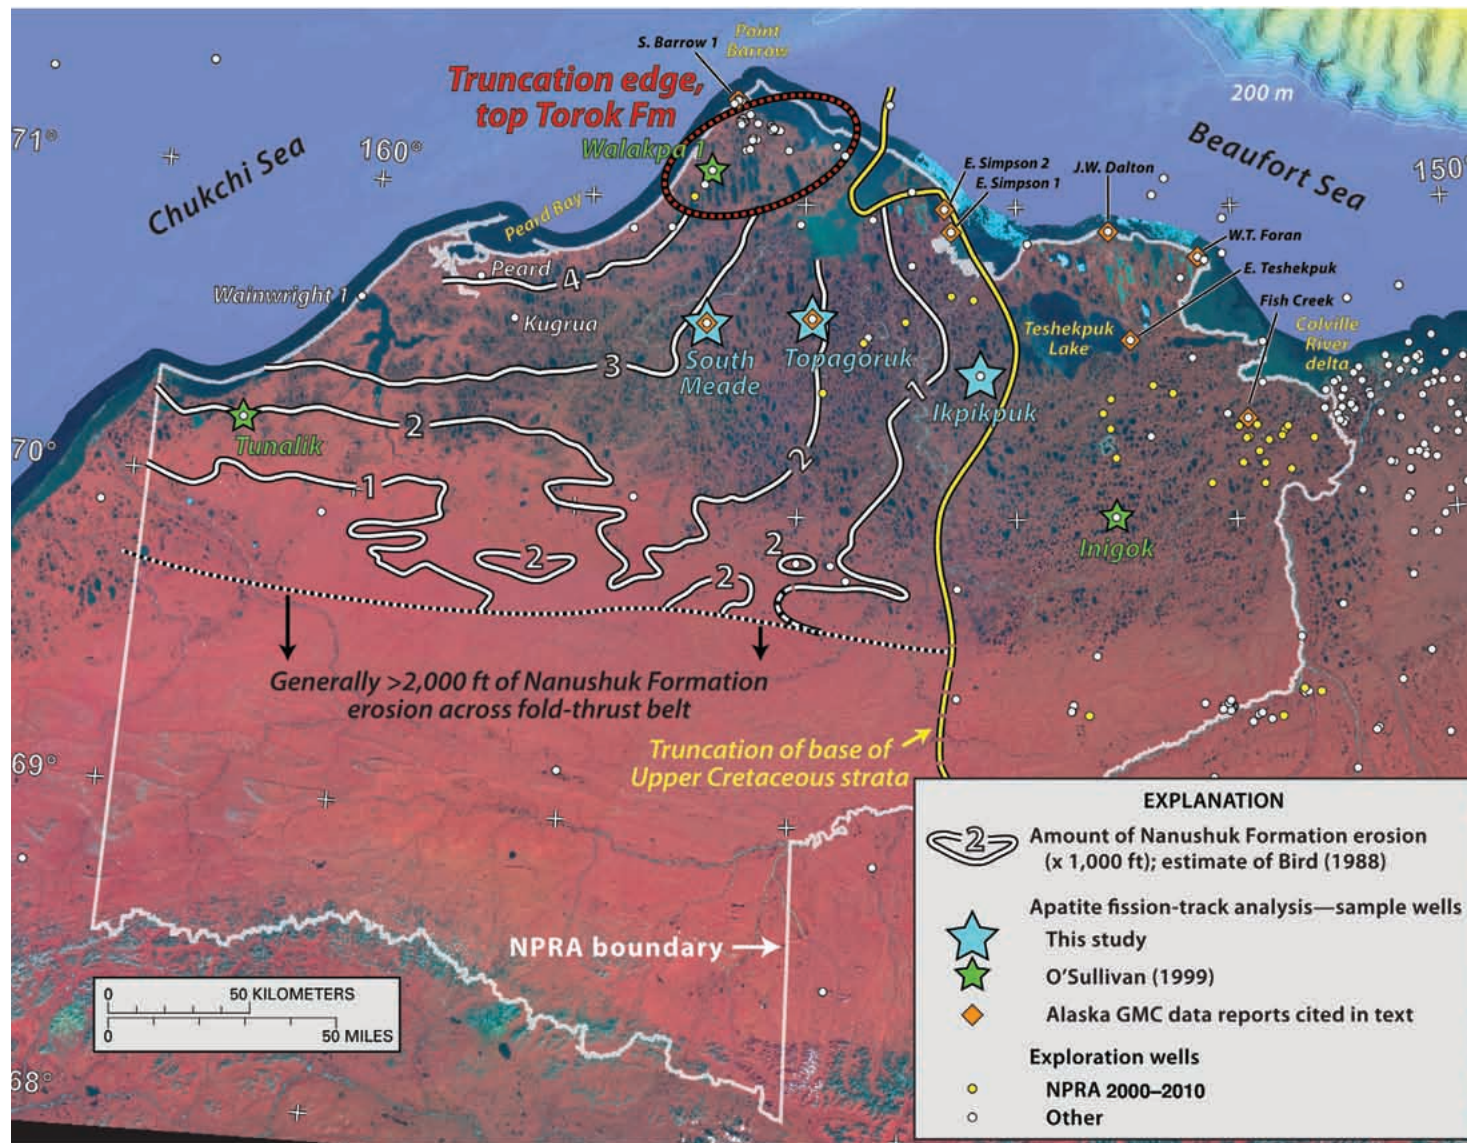 S. Barrow 1
Point
Barrow
Truncation edge,
top Torok Fm
Walakpa 1
200 m
71°
160°
Chukchi Sea
Beaufort Sea
150°
E. Simpson 2
E. Simpson 1
J.W. Dalton
W.T. Foran
E. Teshekpuk
Fish Creek
Peard Bay
Peard
4
Wainwright 1
Kugrua
Teshekpuk
Lake
Colville
River
delta
3
South
Meade
Topagoruk
1
Ikpikpuk
2
Tunalik
70°
2
1
Inigok
2
2
2
Generally >2,000 ft of Nanushuk Formation
erosion across fold-thrust belt
Truncation of base of
Upper Cretaceous strata
69°
NPRA boundary
0 50 KILOMETERS
0 50 MILES
68°
EXPLANATION
2
Amount of Nanushuk Formation erosion
(x 1,000 ft); estimate of Bird (1988)
Apatite fission-track analysis—sample wells
This study
O'Sullivan (1999)
Alaska GMC data reports cited in text
Exploration wells
NPRA 2000–2010
Other